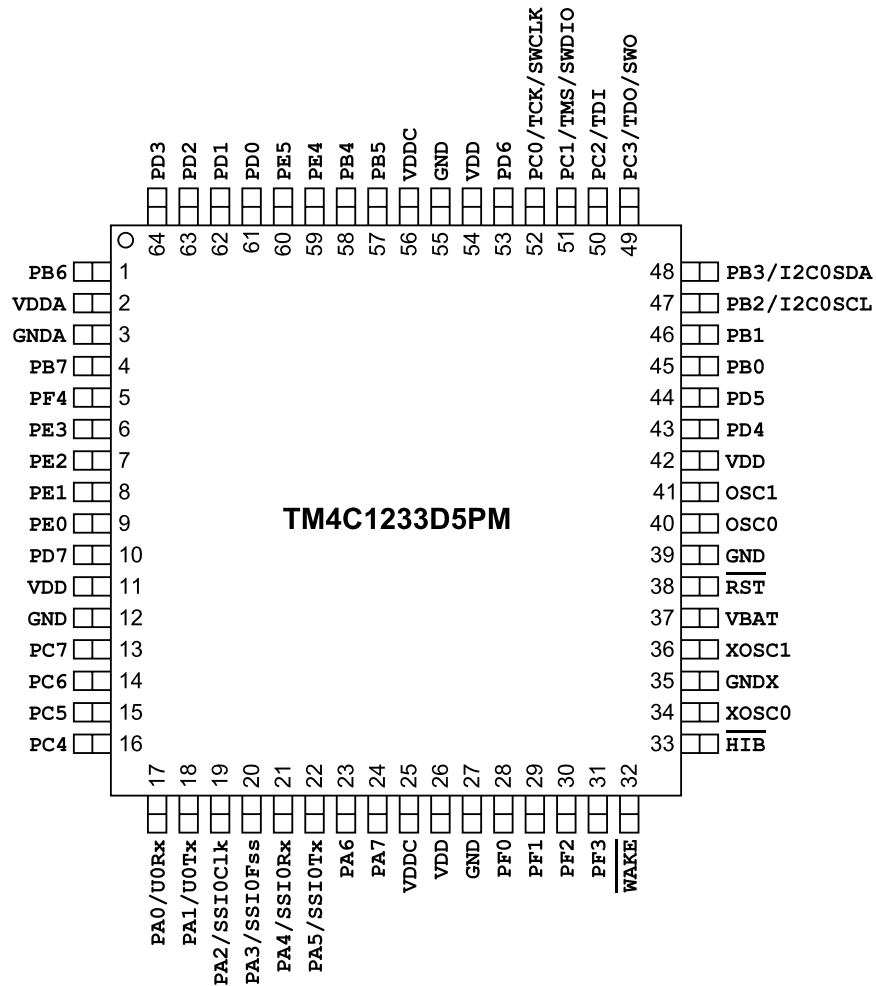 PD3
PD2
PD1
PD0
PE5
PE4
PB4
PB5
VDDC
GND
VDD
PD6
PC0/TCK/SWCLK
PC1/TMS/SWDIO
PC2/TDI
PC3/TDO/SWO
64
63
62
61
60
59
58
57
56
55
54
53
52
51
50
49
PB6 1
VDDA 2
GNDA 3
PB7 4
PF4 5
PE3 6
PE2 7
PE1 8
PE0 9
PD7 10
VDD 11
GND 12
PC7 13
PC6 14
PC5 15
PC4 16
TM4C1233D5PM
48 PB3/I2C0SDA
47 PB2/I2C0SCL
46 PB1
45 PB0
44 PD5
43 PD4
42 VDD
41 OSC1
40 OSC0
39 GND
38 RST
37 VBAT
36 XOSC1
35 GNDX
34 XOSC0
33 HIB
17
18
19
20
21
22
23
24
25
26
27
28
29
30
31
32
PA0/U0Rx
PA1/U0Tx
PA2/SSI0Clk
PA3/SSI0Fss
PA4/SSI0Rx
PA5/SSI0Tx
PA6
PA7
VDDC
VDD
GND
PF0
PF1
PF2
PF3
WAKE